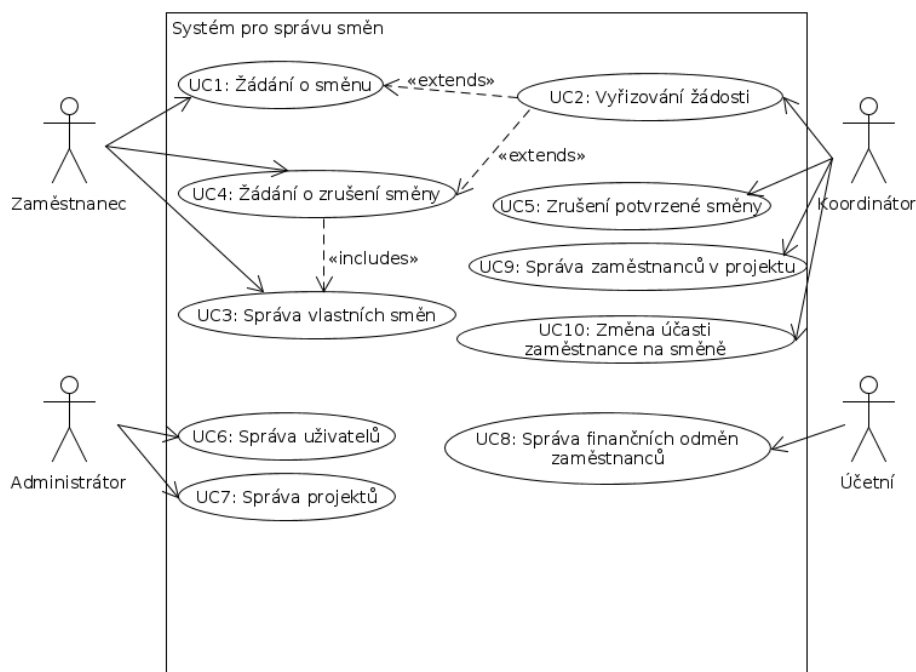 Systém pro správu směn
UC1: Žádání o směnu
«extends»
UC2: Vyřizování žádosti
«extends»
Zaměstnanec
UC4: Žádání o zrušení směny
UC5: Zrušení potvrzené směny
Koordinátor
«includes»
UC9: Správa zaměstnanců v projektu
UC3: Správa vlastních směn
UC10: Změna účasti
zaměstnance na směně
UC6: Správa uživatelů
UC8: Správa finančních odměn
zaměstnanců
Administrátor
Účetní
UC7: Správa projektů